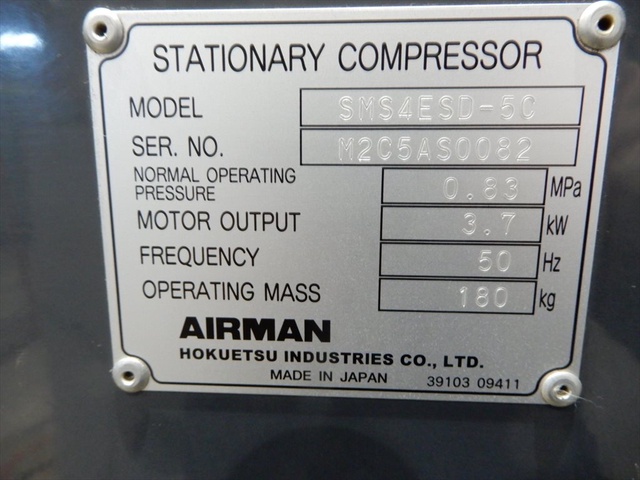 STATIONARY COMPRESSOR
MODEL SMS4ESD-5C
SER. NO. M2C5AS0082
NORMAL OPERATING
PRESSURE 0.83 MPa
MOTOR OUTPUT 3.7 kW
FREQUENCY 50 Hz
OPERATING MASS 180 kg
AIRMAN
HOKUETSU INDUSTRIES CO., LTD.
MADE IN JAPAN 39103 09411